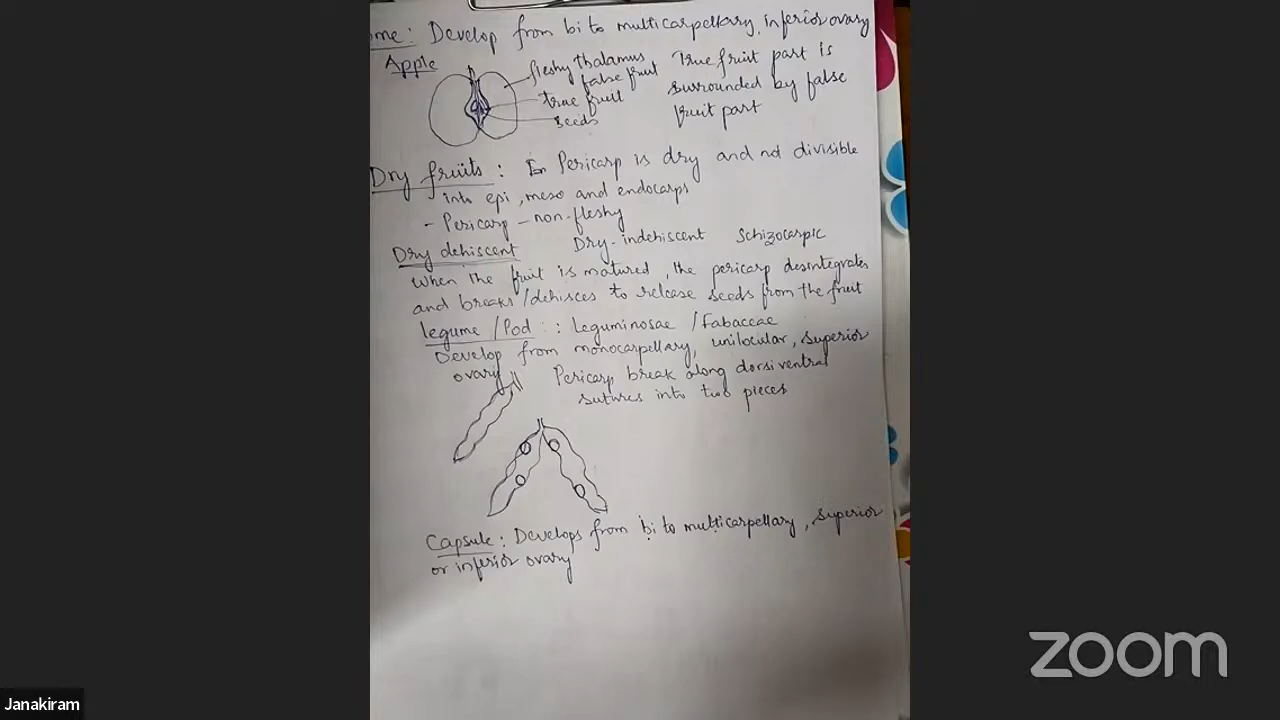 ome: Develop from bi to multicarpellary, inferior ovary
Apple
fleshy thalamus
false fruit
true fruit
seeds
True fruit part is
surrounded by false
fruit part
Dry fruits : Pericarp is dry and not divisible
into epi, meso and endocarps
- Pericarp - non-fleshy
Dry dehiscent Dry-indehiscent Schizocarpic
When the fruit is matured, the pericarp desintegrates
and breaks/dehisces to release seeds from the fruit
legume/Pod : : Leguminosae/Fabaceae
Develop from monocarpellary, unilocular, superior
ovary
Pericarp break along dorsiventral
sutures into two pieces
Capsule: Develops from bi to multicarpellary, superior
or inferior ovary
Janakiram
zoom